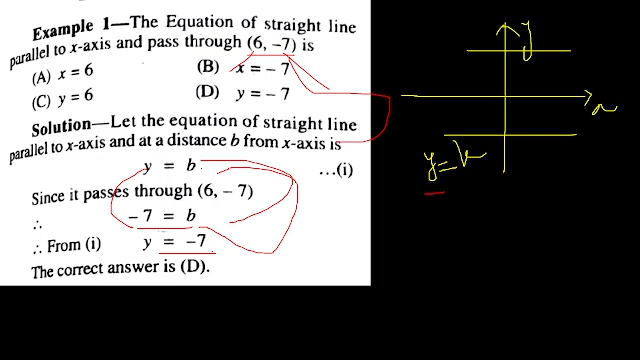 Example 1—The Equation of straight line
parallel to x-axis and pass through (6, –7) is
(A) x = 6 (B) x = – 7
(C) y = 6 (D) y = – 7
Solution—Let the equation of straight line
parallel to x-axis and at a distance b from x-axis is
y = b ...(i)
Since it passes through (6, – 7)
∴ – 7 = b
∴ From (i) y = –7
The correct answer is (D).
y
x
y = k